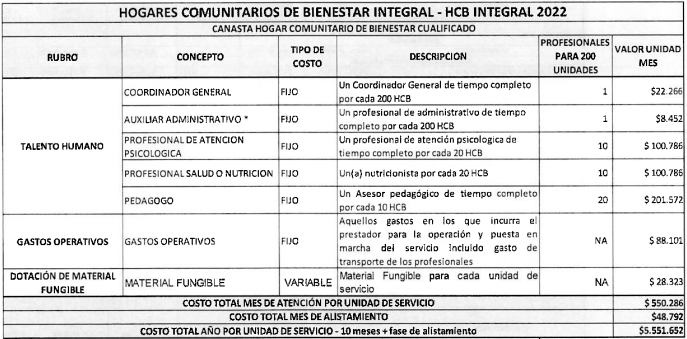 HOGARES COMUNITARIOS DE BIENESTAR INTEGRAL - HCB INTEGRAL 2022
CANASTA HOGAR COMUNITARIO DE BIENESTAR CUALIFICADO
RUBRO CONCEPTO TIPO DE COSTO DESCRIPCION PROFESIONALES PARA 200 UNIDADES VALOR UNIDAD MES
TALENTO HUMANO
COORDINADOR GENERAL FIJO Un Coordinador General de tiempo completo por cada 200 HCB 1 $22.266
AUXILIAR ADMINISTRATIVO * FIJO Un profesional de administrativo de tiempo completo por cada 200 HCB 1 $8.452
PROFESIONAL DE ATENCION PSICOLOGICA FIJO Un profesional de atención psicologica de tiempo completo por cada 20 HCB 10 $ 100.786
PROFESIONAL SALUD O NUTRICION FIJO Un(a) nutricionista por cada 20 HCB 10 $ 100.786
PEDAGOGO FIJO Un Asesor pedagógico de tiempo completo por cada 10 HCB 20 $ 201.572
GASTOS OPERATIVOS GASTOS OPERATIVOS FIJO Aquellos gastos en los que incurra el prestador para la operación y puesta en marcha del servicio incluido gasto de transporte de los profesionales NA $ 88.101
DOTACIÓN DE MATERIAL FUNGIBLE MATERIAL FUNGIBLE VARIABLE Material Fungible para cada unidad de servicio NA $ 28.323
COSTO TOTAL MES DE ATENCIÓN POR UNIDAD DE SERVICIO $ 550.286
COSTO TOTAL MES DE ALISTAMIENTO $48.792
COSTO TOTAL AÑO POR UNIDAD DE SERVICIO - 10 meses + fase de alistamiento $5.551.652